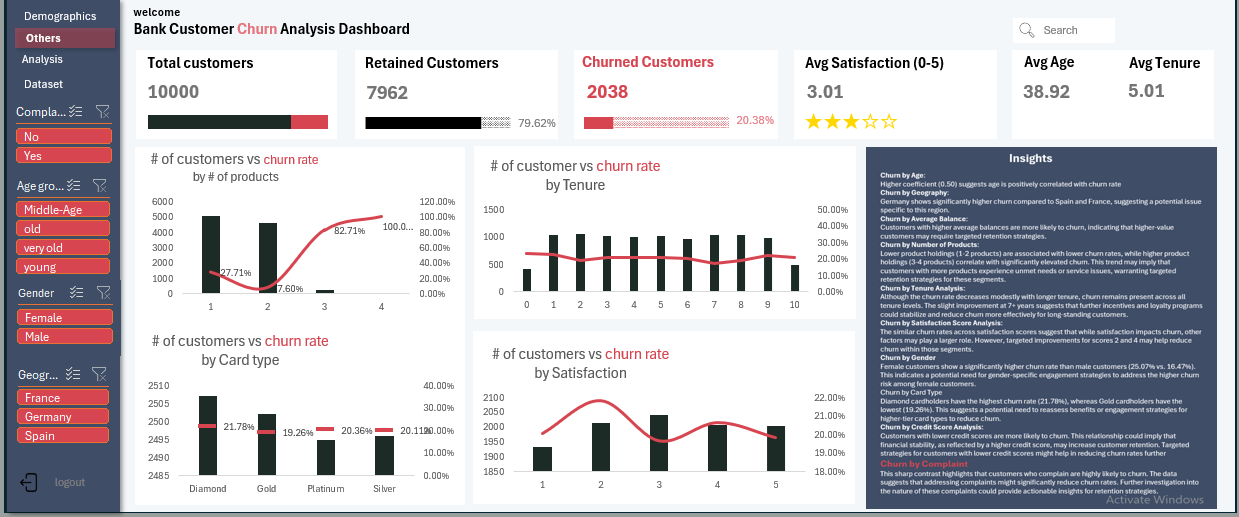 Demographics
Others
Analysis
Dataset
Compla...
No
Yes
Age gro...
Middle-Age
old
very old
young
Gender
Female
Male
Geogr...
France
Germany
Spain
logout
welcome
Bank Customer Churn Analysis Dashboard
Search
Total customers
10000
Retained Customers
7962
79.62%
Churned Customers
2038
20.38%
Avg Satisfaction (0-5)
3.01
Avg Age
38.92
Avg Tenure
5.01
# of customers vs churn rate
by # of products
6000
5000
4000
3000
2000
1000
0
120.00%
100.00%
80.00%
60.00%
40.00%
20.00%
0.00%
27.71%
7.60%
82.71%
100.0...
1 2 3 4
# of customer vs churn rate
by Tenure
1500
1000
500
0
50.00%
40.00%
30.00%
20.00%
10.00%
0.00%
0 1 2 3 4 5 6 7 8 9 10
# of customers vs churn rate
by Card type
2510
2505
2500
2495
2490
2485
40.00%
30.00%
20.00%
10.00%
0.00%
21.78%
19.26%
20.36%
20.11%
Diamond Gold Platinum Silver
# of customers vs churn rate
by Satisfaction
2100
2050
2000
1950
1900
1850
22.00%
21.00%
20.00%
19.00%
18.00%
1 2 3 4 5
Insights
Churn by Age:
Higher coefficient (0.50) suggests age is positively correlated with churn rate
Churn by Geography:
Germany shows significantly higher churn compared to Spain and France, suggesting a potential issue
specific to this region.
Churn by Average Balance:
Customers with higher average balances are more likely to churn, indicating that higher-value
customers may require targeted retention strategies.
Churn by Number of Products:
Lower product holdings (1-2 products) are associated with lower churn rates, while higher product
holdings (3-4 products) correlate with significantly elevated churn. This trend may imply that
customers with more products experience unmet needs or service issues, warranting targeted
retention strategies for these segments.
Churn by Tenure Analysis:
Although the churn rate decreases modestly with longer tenure, churn remains present across all
tenure levels. The slight improvement at 7+ years suggests that further incentives and loyalty programs
could stabilize and reduce churn more effectively for long-standing customers.
Churn by Satisfaction Score Analysis:
The similar churn rates across satisfaction scores suggest that while satisfaction impacts churn, other
factors may play a larger role. However, targeted improvements for scores 2 and 4 may help reduce
churn within those segments.
Churn by Gender
Female customers show a significantly higher churn rate than male customers (25.07% vs. 16.47%).
This indicates a potential need for gender-specific engagement strategies to address the higher churn
risk among female customers.
Churn by Card Type
Diamond cardholders have the highest churn rate (21.78%), whereas Gold cardholders have the
lowest (19.26%). This suggests a potential need to reassess benefits or engagement strategies for
higher-tier card types to reduce churn.
Churn by Credit Score Analysis:
Customers with lower credit scores are more likely to churn. This relationship could imply that
financial stability, as reflected by a higher credit score, may increase customer retention. Targeted
strategies for customers with lower credit scores might help in reducing churn rates further
Churn by Complaint
This sharp contrast highlights that customers who complain are highly likely to churn. The data
suggests that addressing complaints might significantly reduce churn rates. Further investigation into
the nature of these complaints could provide actionable insights for retention strategies.
Activate Windows